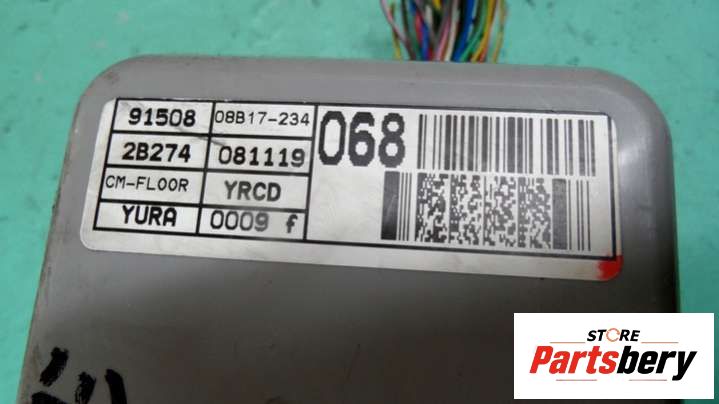 91508 08B17-234 068
2B274 081119
CM-FLOOR YRCD
YURA 0009 f
STORE
Partsbery